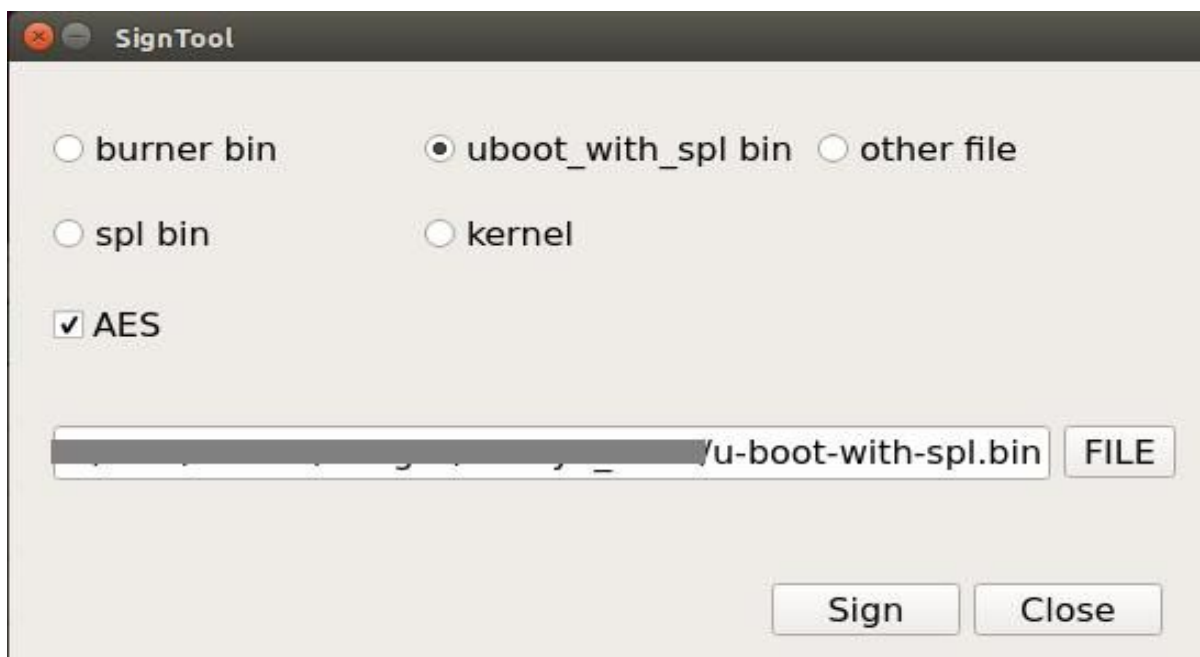 SignTool
burner bin uboot_with_spl bin other file
spl bin kernel
AES
/u-boot-with-spl.bin FILE
Sign Close